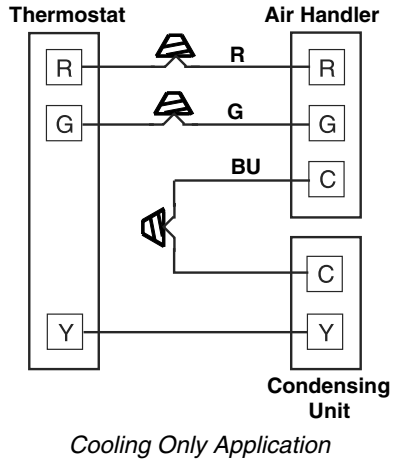 Thermostat Air Handler
R R R
G G G
BU C
C
Y Y
Condensing
Unit
Cooling Only Application